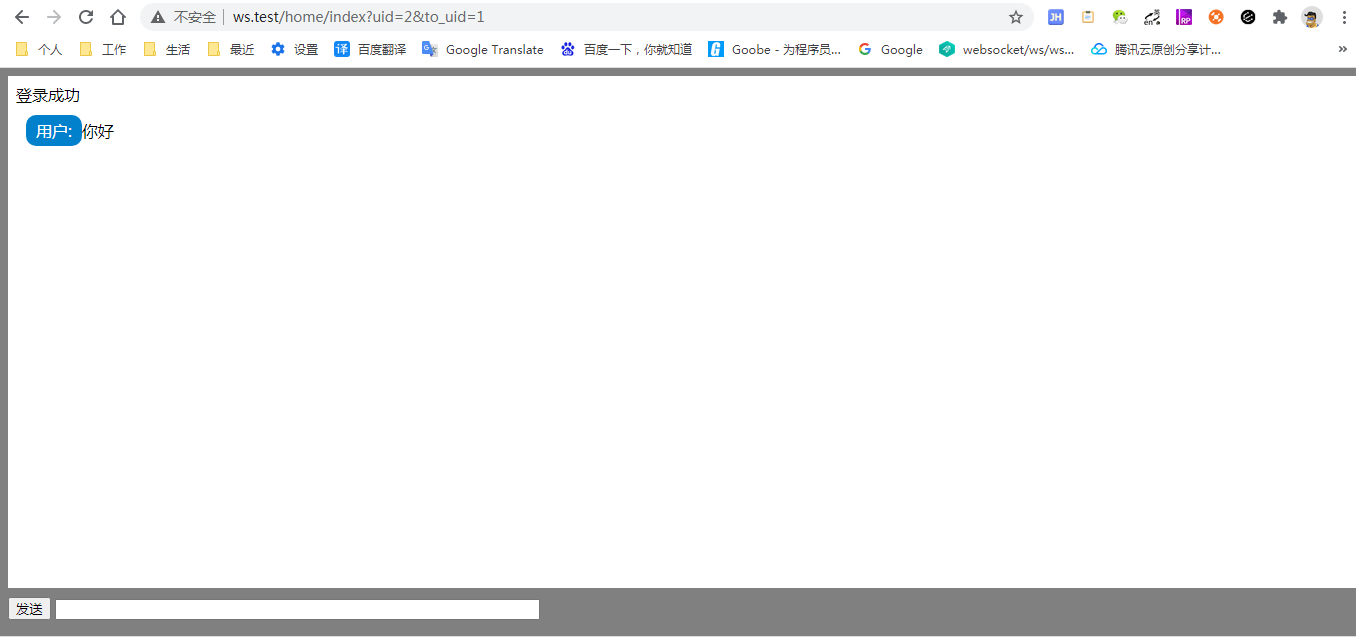 不安全 ws.test/home/index?uid=2&to_uid=1 JH RP
个人 工作 生活 最近 设置 译 百度翻译 Google Translate 百度一下，你就知道 Goobe - 为程序员... Google websocket/ws/ws... 腾讯云原创分享计... »
登录成功
用户: 你好
发送